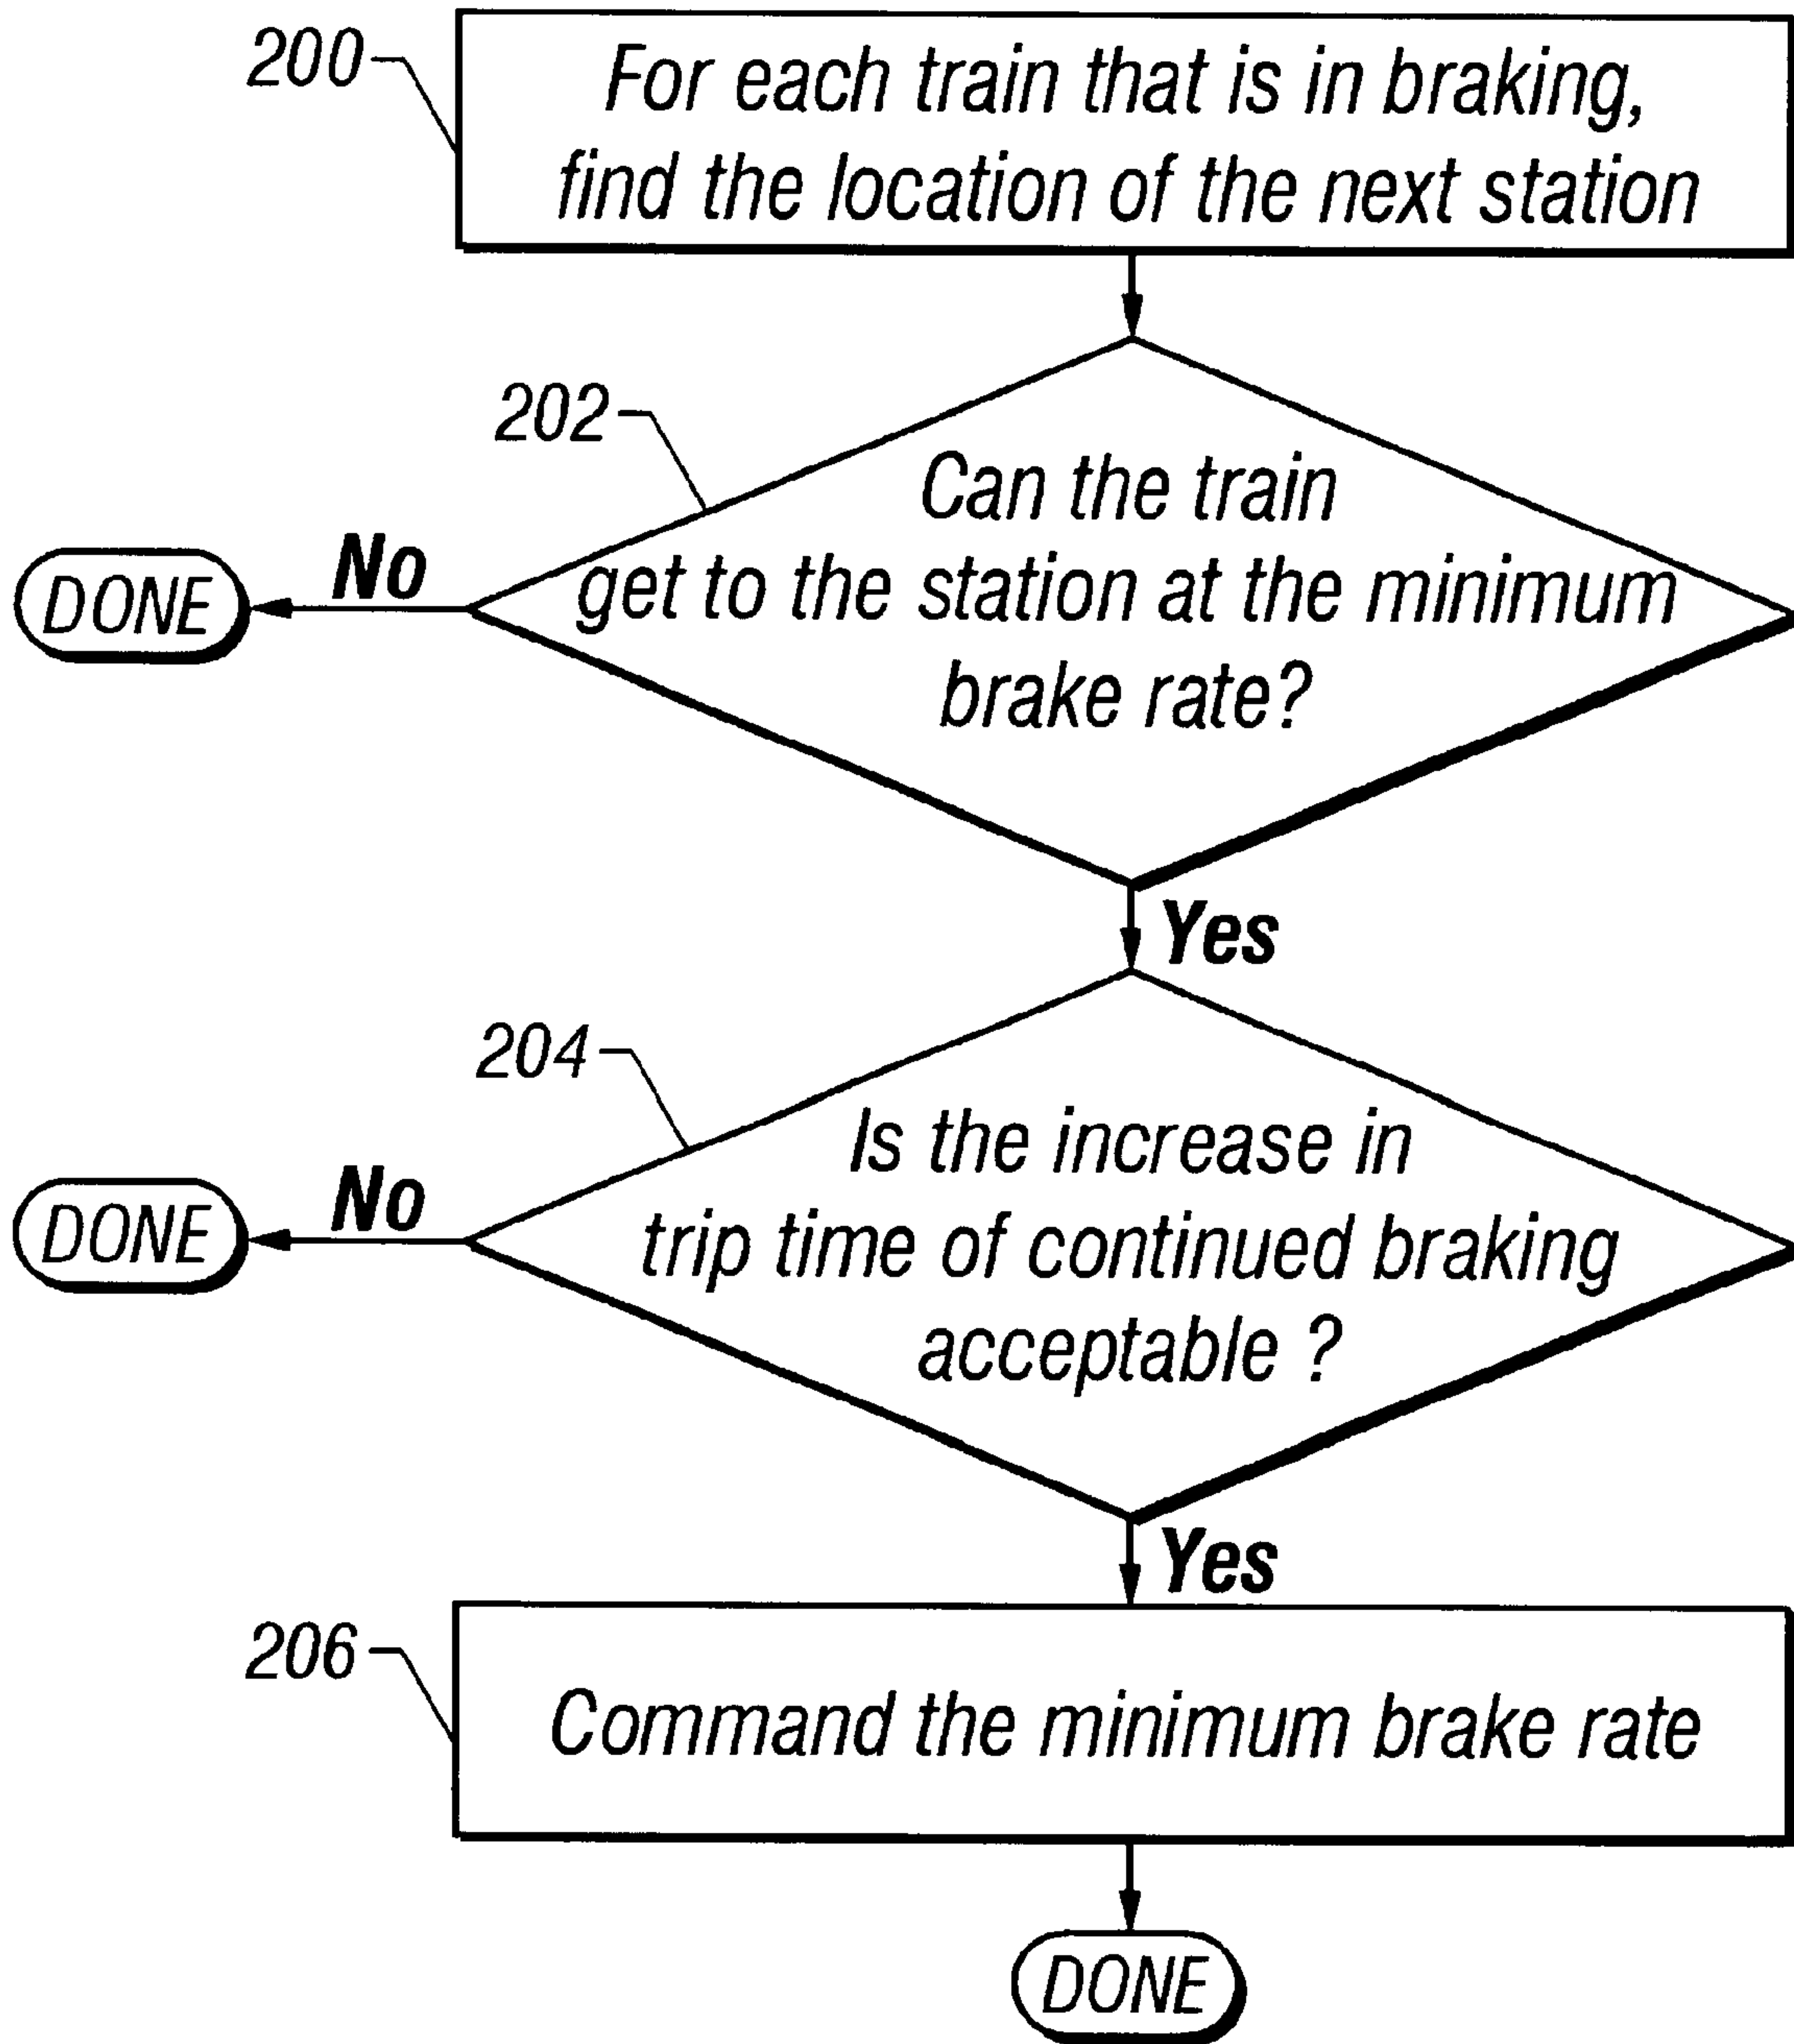 200
For each train that is in braking,
find the location of the next station
202
Can the train
get to the station at the minimum
brake rate?
No
DONE
Yes
204
Is the increase in
trip time of continued braking
acceptable ?
No
DONE
Yes
206
Command the minimum brake rate
DONE